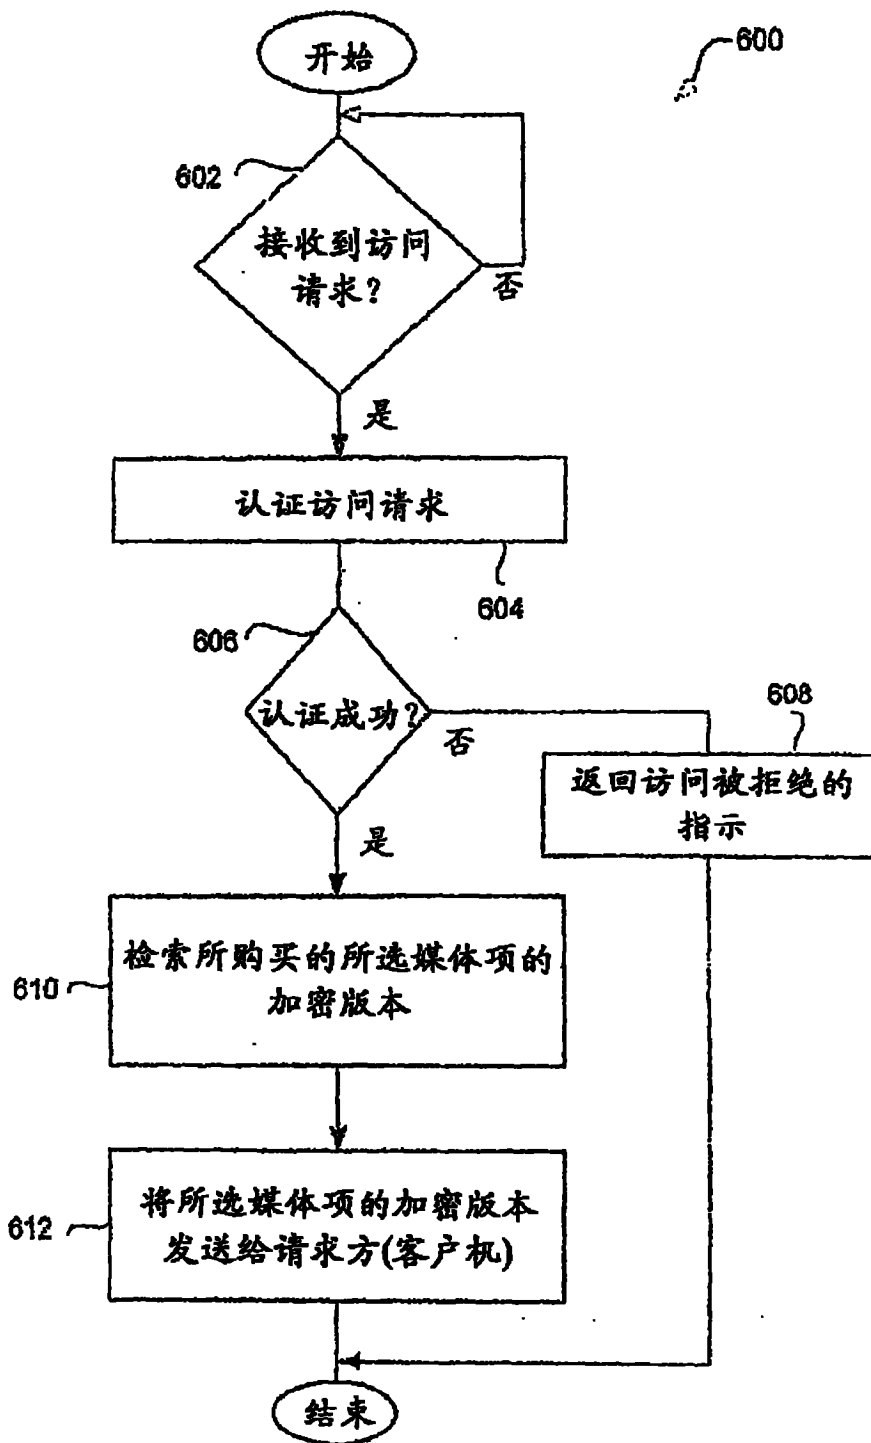 开始
600
602
接收到访问
请求?
否
是
认证访问请求
604
606
认证成功?
否
608
返回访问被拒绝的
指示
是
610
检索所购买的所选媒体项的
加密版本
612
将所选媒体项的加密版本
发送给请求方(客户机)
结束